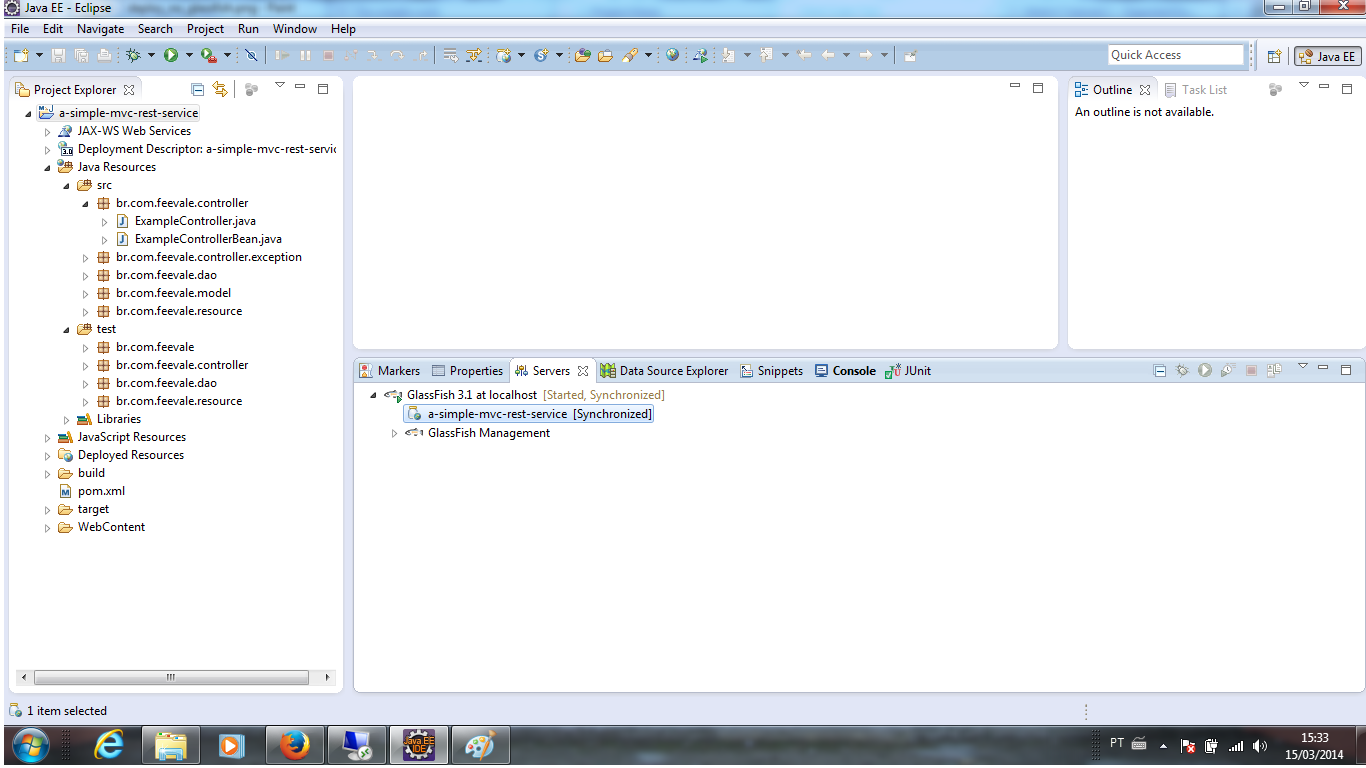 Java EE - Eclipse
File Edit Navigate Search Project Run Window Help
Quick Access
Java EE
Project Explorer
a-simple-mvc-rest-service
JAX-WS Web Services
Deployment Descriptor: a-simple-mvc-rest-servic
Java Resources
src
br.com.feevale.controller
ExampleController.java
ExampleControllerBean.java
br.com.feevale.controller.exception
br.com.feevale.dao
br.com.feevale.model
br.com.feevale.resource
test
br.com.feevale
br.com.feevale.controller
br.com.feevale.dao
br.com.feevale.resource
Libraries
JavaScript Resources
Deployed Resources
build
pom.xml
target
WebContent
Outline Task List
An outline is not available.
Markers Properties Servers Data Source Explorer Snippets Console JUnit
GlassFish 3.1 at localhost [Started, Synchronized]
a-simple-mvc-rest-service [Synchronized]
GlassFish Management
1 item selected
Java EE
IDE
PT
15:33
15/03/2014